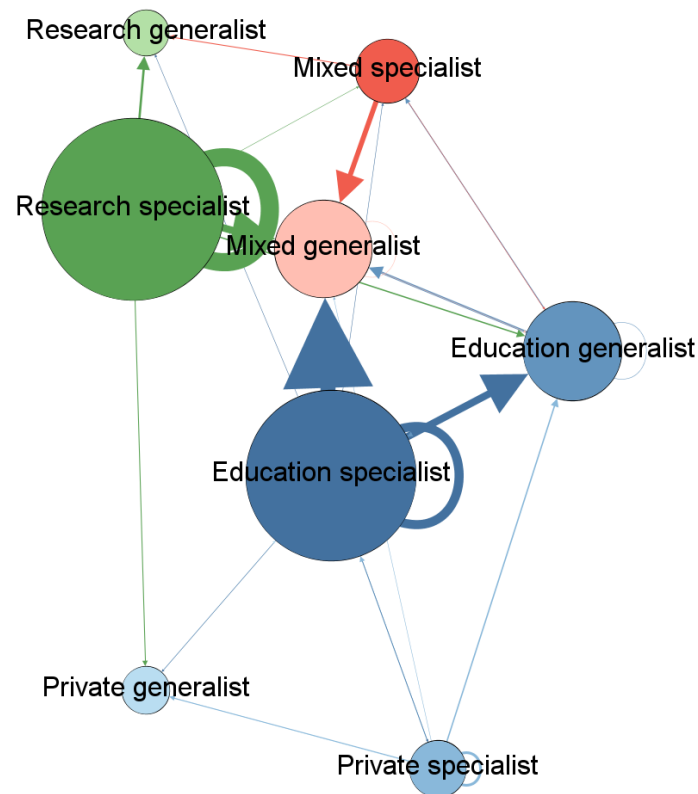 Research generalist
Mixed specialist
Research specialist
Mixed generalist
Education generalist
Education specialist
Private generalist
Private specialist